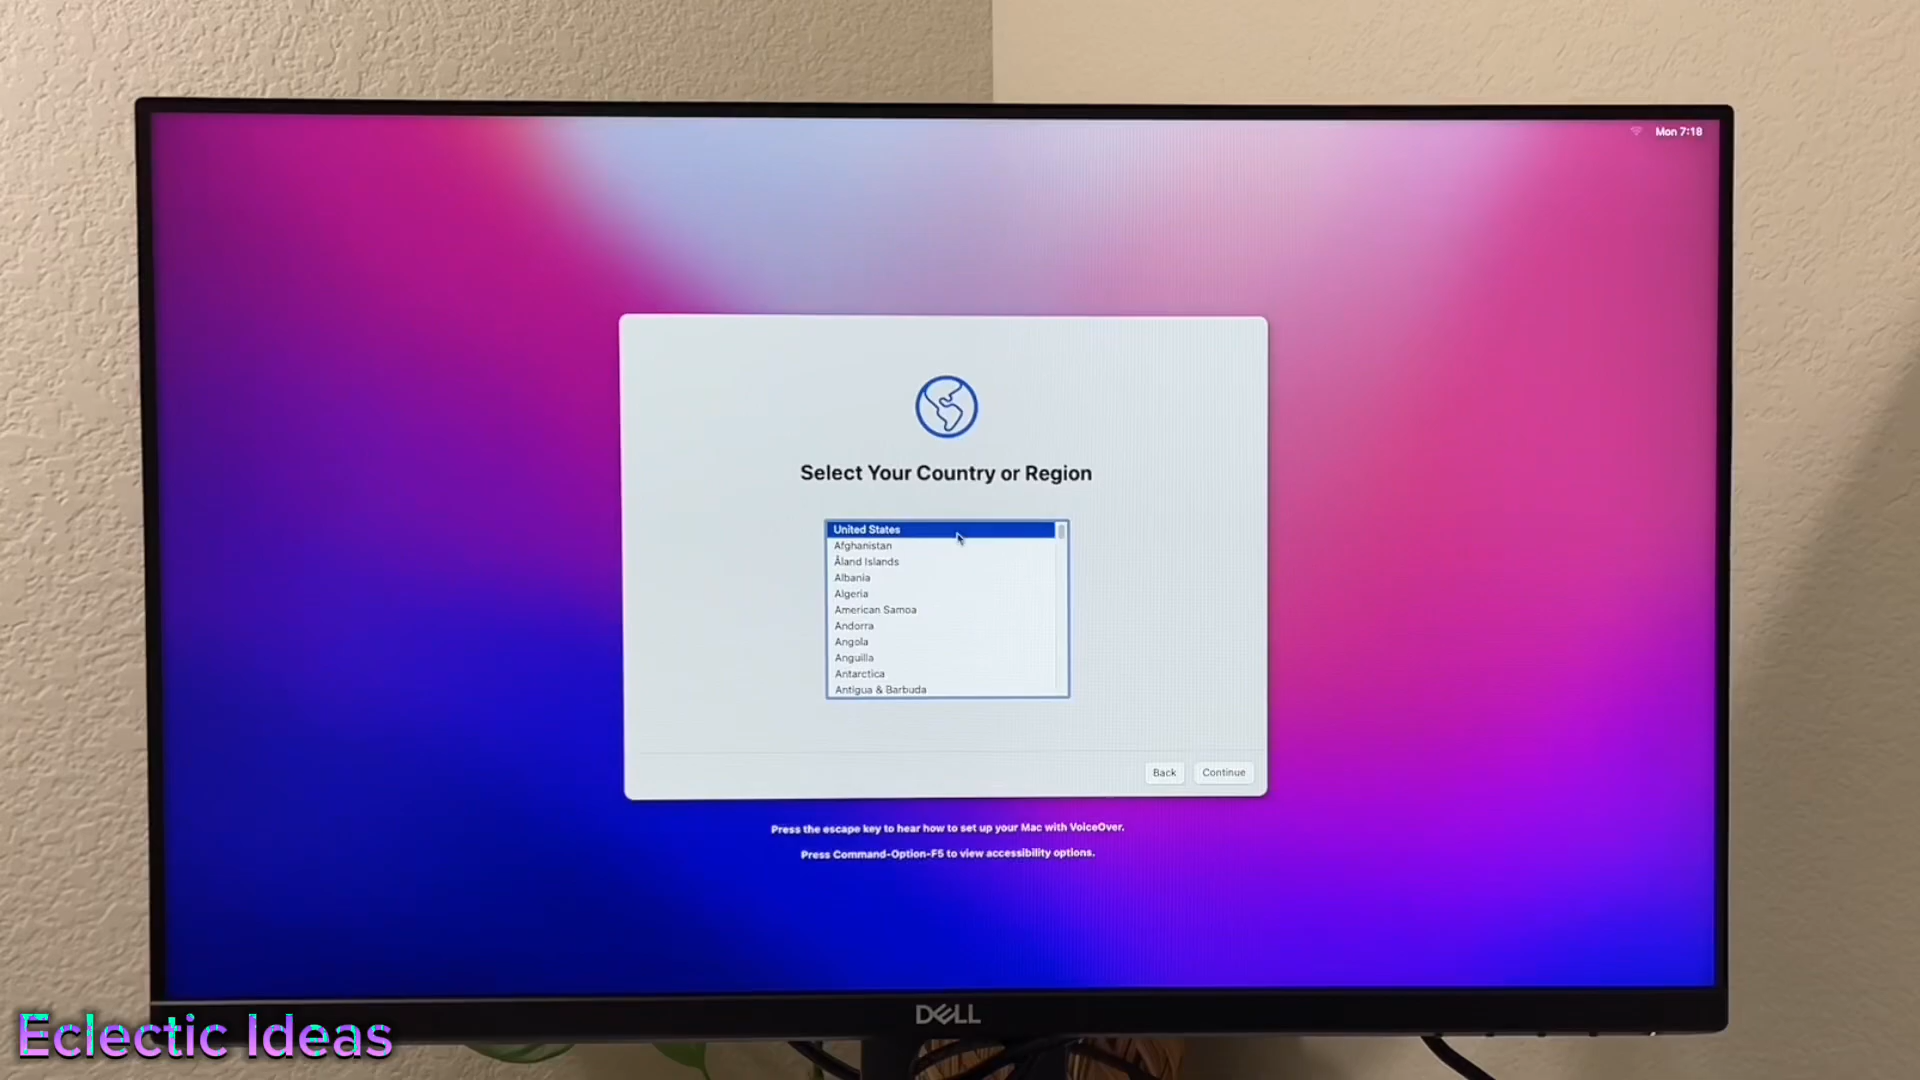 Mon 7:18
Select Your Country or Region
United States
Afghanistan
Åland Islands
Albania
Algeria
American Samoa
Andorra
Angola
Anguilla
Antarctica
Antigua & Barbuda
Back
Continue
Press the escape key to hear how to set up your Mac with VoiceOver.
Press Command-Option-F5 to view accessibility options.
DELL
Eclectic Ideas